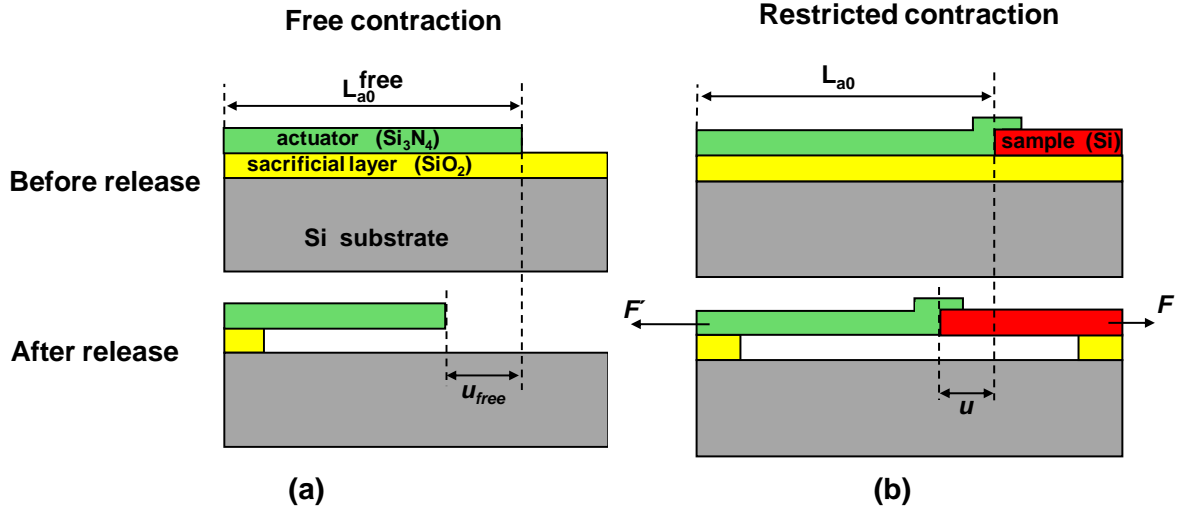 Free contraction
Restricted contraction
L_a0^free
L_a0
actuator (Si₃N₄)
sample (Si)
sacrificial layer (SiO₂)
Before release
Si substrate
F′
F
After release
u_free
u
(a)
(b)